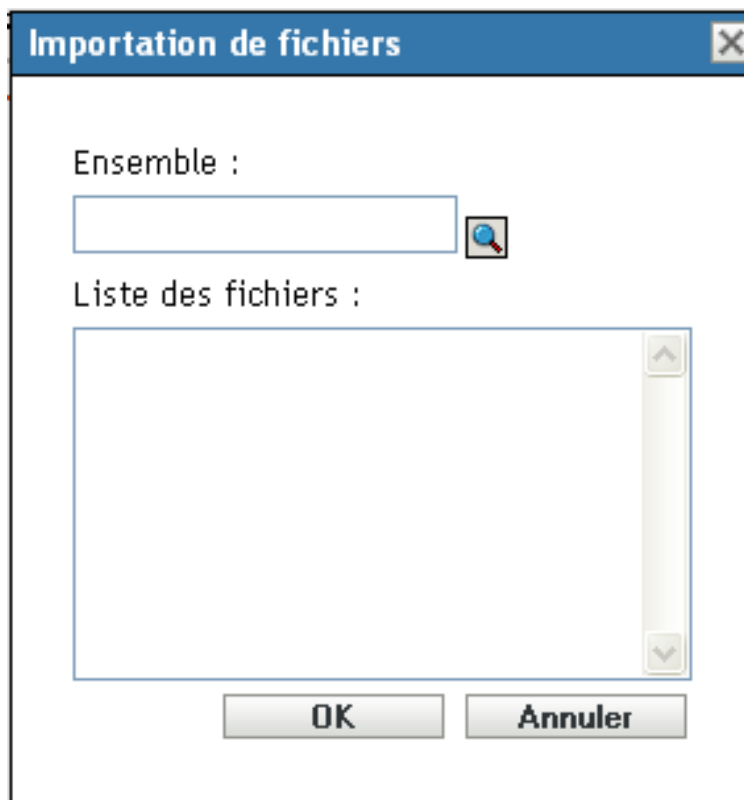 Importation de fichiers
Ensemble :
Liste des fichiers :
OK
Annuler